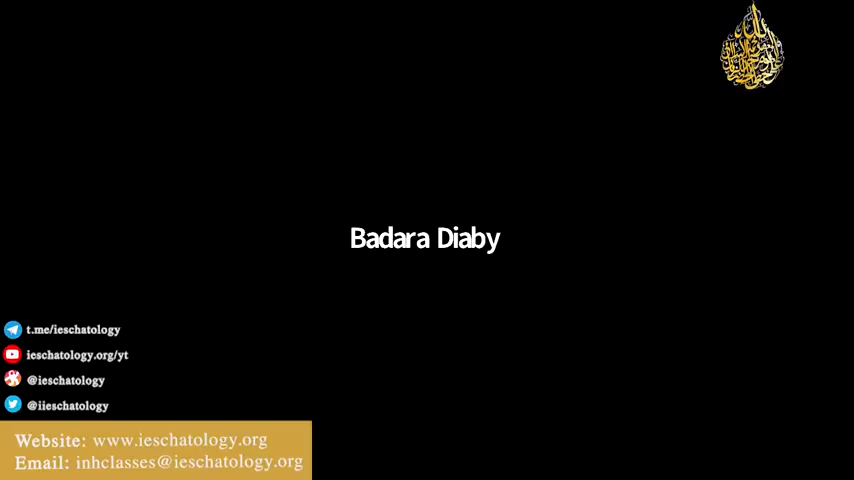 Badara Diaby
t.me/ieschatology
ieschatology.org/yt
@ieschatology
@iieschatology
Website: www.ieschatology.org
Email: inhclasses@ieschatology.org